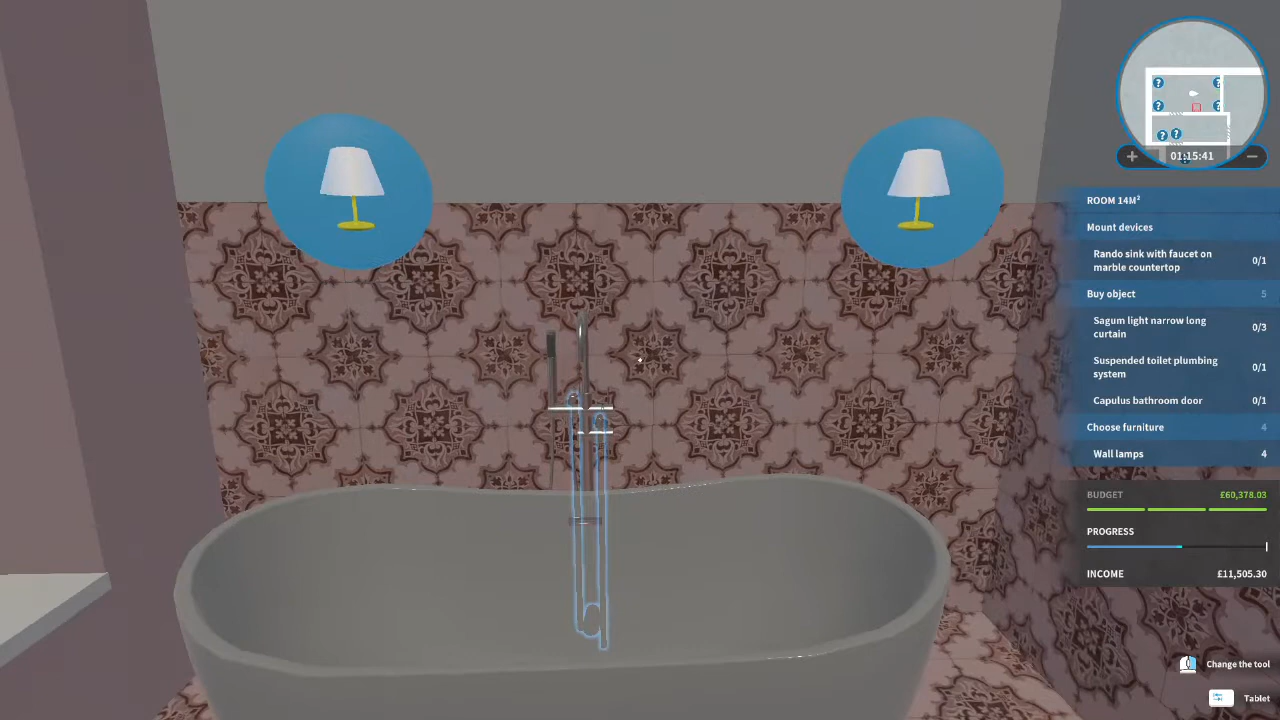 + 01:15:41 −
ROOM 14M²
Mount devices
Rando sink with faucet on 0/1
marble countertop
Buy object 5
Sagum light narrow long 0/3
curtain
Suspended toilet plumbing 0/1
system
Capulus bathroom door 0/1
Choose furniture 4
Wall lamps 4
BUDGET £60,378.03
PROGRESS
INCOME £11,505.30
Change the tool
Tablet